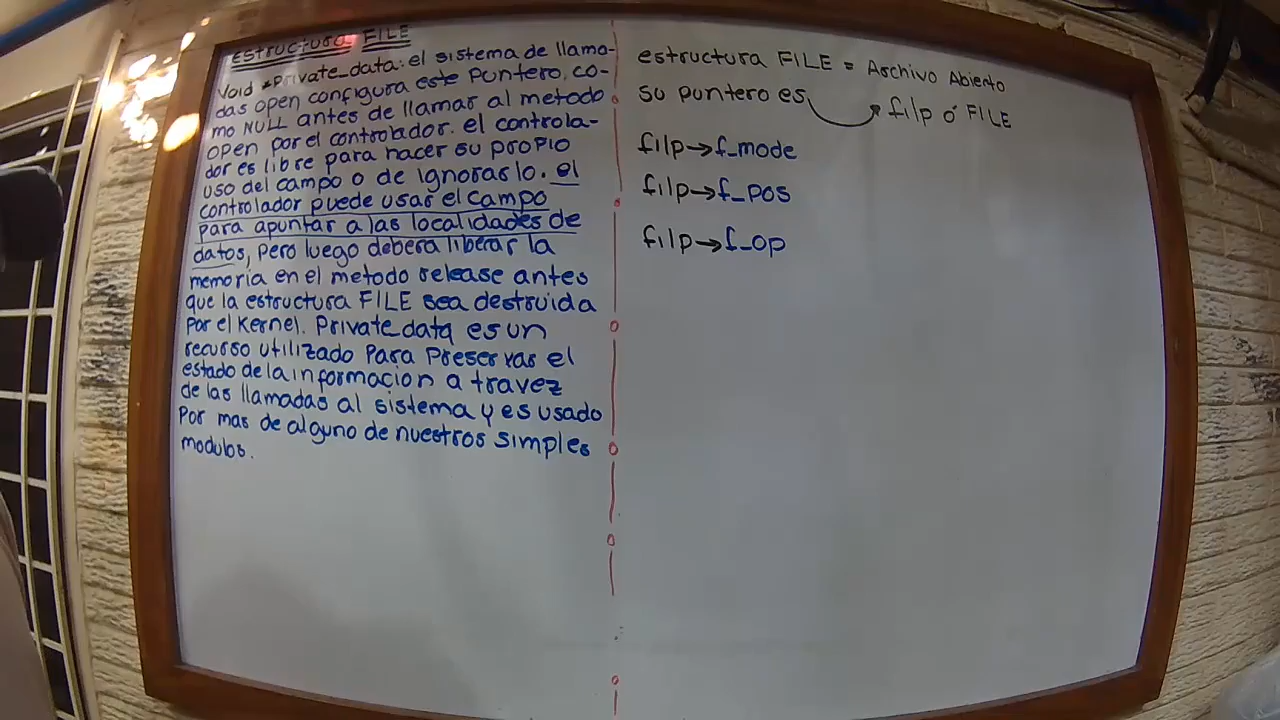 estructura FILE
Void *private_data: el sistema de llama-
das open configura este puntero, co-
mo NULL antes de llamar al metodo
open por el controlador. el controla-
dor es libre para hacer su propio
uso del campo o de ignorarlo. el
controlador puede usar el campo
para apuntar a las localidades de
datos, pero luego debera liberar la
memoria en el metodo release antes
que la estructura FILE sea destruida
por el Kernel. Private_data es un
recurso utilizado para preservar el
estado de la informacion a travez
de las llamadas al sistema y es usado
por mas de alguno de nuestros simples
modulos.
estructura FILE = Archivo Abierto
su puntero es filp ó FILE
filp→f_mode
filp→f_pos
filp→f_op